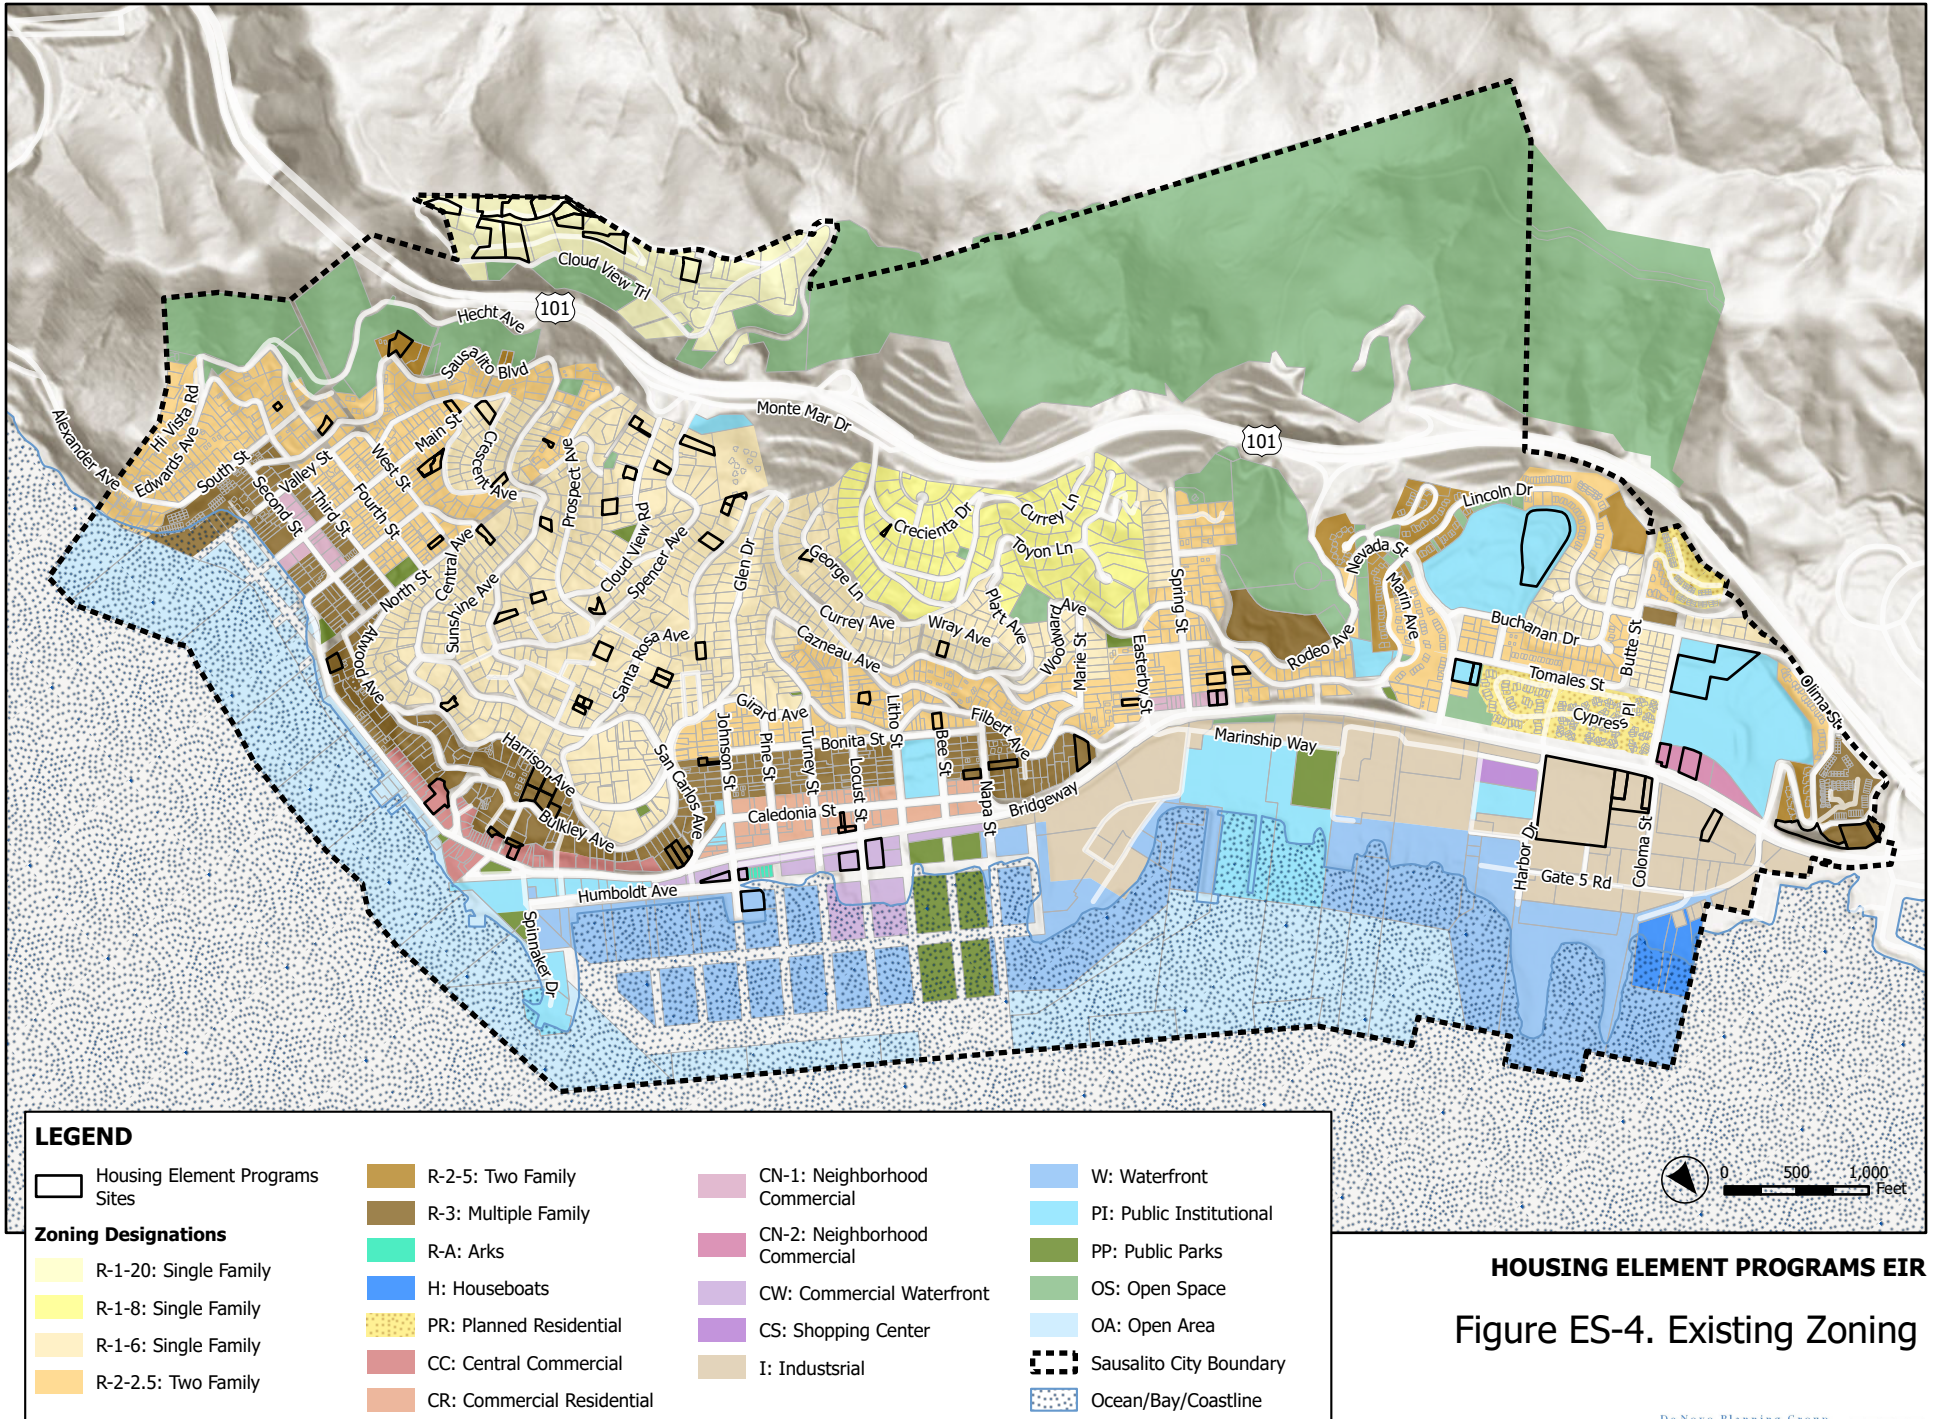 101
Cloud View Trl
Hecht Ave
Sausalito Blvd
Monte Mar Dr
101
Alexander Ave
Hi Vista Rd
Edwards Ave
South St
Second St
Valley St
Third St
Fourth St
West St
Main St
Crescent Ave
Prospect Ave
Cloud View Rd
Spencer Ave
Glen Dr
George Ln
Crecienta Dr
Currey Ln
Toyon Ln
Currey Ave
Wray Ave
Platt Ave
Woodward Ave
Marie St
Easterby St
Spring St
Rodeo Ave
Nevada St
Marin Ave
Lincoln Dr
Buchanan Dr
Butte St
Tomales St
Cypress Pl
Olima St
North St
Central Ave
Sunshine Ave
Atwood Ave
Santa Rosa Ave
Cazneau Ave
Girard Ave
Harrison Ave
Bulkley Ave
San Carlos Ave
Johnson St
Pine St
Turney St
Locust St
Bonita St
Litho St
Bee St
Filbert Ave
Napa St
Caledonia St
Bridgeway
Marinship Way
Harbor Dr
Coloma St
Gate 5 Rd
Humboldt Ave
Spinnaker Dr
0 500 1,000
Feet
LEGEND
Housing Element Programs
Sites
Zoning Designations
R-1-20: Single Family
R-1-8: Single Family
R-1-6: Single Family
R-2-2.5: Two Family
R-2-5: Two Family
R-3: Multiple Family
R-A: Arks
H: Houseboats
PR: Planned Residential
CC: Central Commercial
CR: Commercial Residential
CN-1: Neighborhood
Commercial
CN-2: Neighborhood
Commercial
CW: Commercial Waterfront
CS: Shopping Center
I: Industsrial
W: Waterfront
PI: Public Institutional
PP: Public Parks
OS: Open Space
OA: Open Area
Sausalito City Boundary
Ocean/Bay/Coastline
HOUSING ELEMENT PROGRAMS EIR
Figure ES-4. Existing Zoning